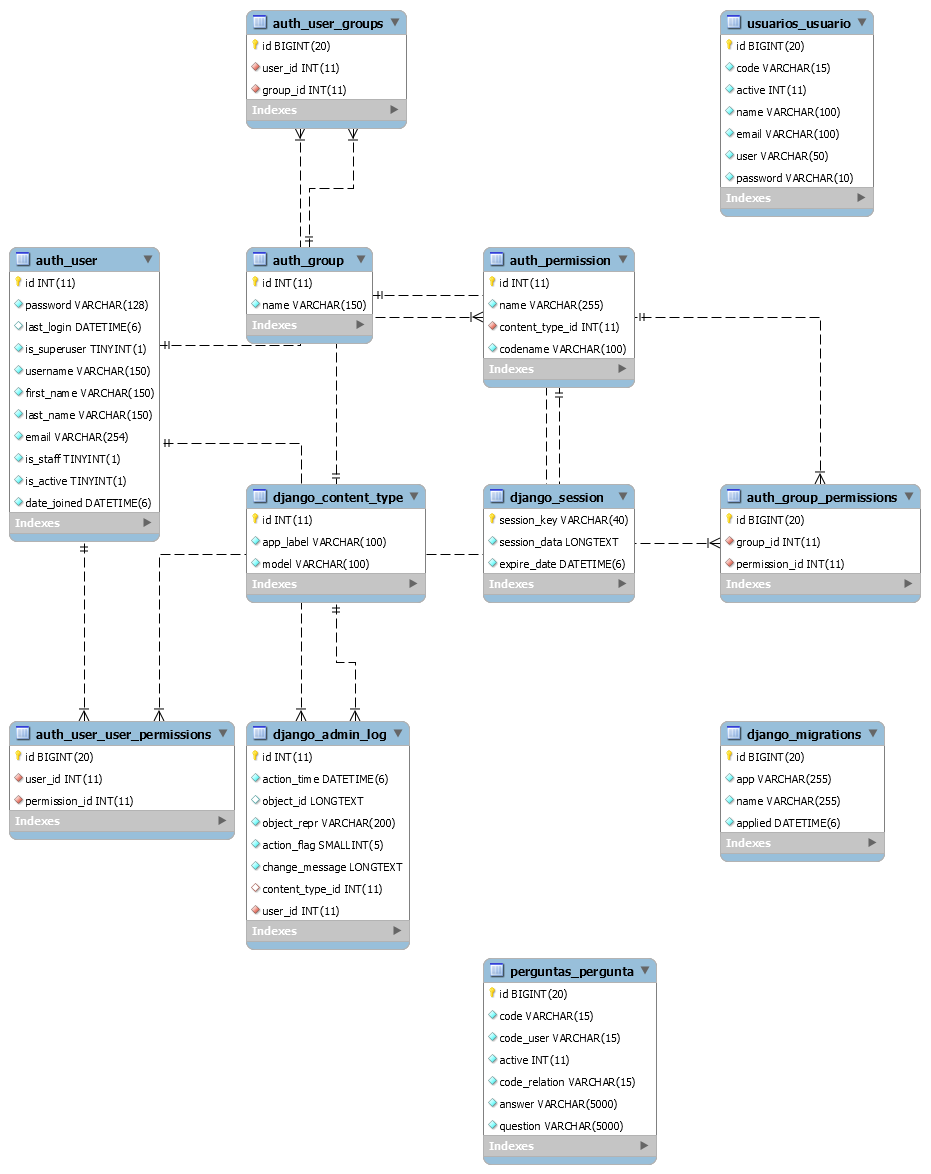 auth_user_groups
id BIGINT(20)
user_id INT(11)
group_id INT(11)
Indexes
usuarios_usuario
id BIGINT(20)
code VARCHAR(15)
active INT(11)
name VARCHAR(100)
email VARCHAR(100)
user VARCHAR(50)
password VARCHAR(10)
Indexes
auth_user
id INT(11)
password VARCHAR(128)
last_login DATETIME(6)
is_superuser TINYINT(1)
username VARCHAR(150)
first_name VARCHAR(150)
last_name VARCHAR(150)
email VARCHAR(254)
is_staff TINYINT(1)
is_active TINYINT(1)
date_joined DATETIME(6)
Indexes
auth_group
id INT(11)
name VARCHAR(150)
Indexes
auth_permission
id INT(11)
name VARCHAR(255)
content_type_id INT(11)
codename VARCHAR(100)
Indexes
django_content_type
id INT(11)
app_label VARCHAR(100)
model VARCHAR(100)
Indexes
django_session
session_key VARCHAR(40)
session_data LONGTEXT
expire_date DATETIME(6)
Indexes
auth_group_permissions
id BIGINT(20)
group_id INT(11)
permission_id INT(11)
Indexes
auth_user_user_permissions
id BIGINT(20)
user_id INT(11)
permission_id INT(11)
Indexes
django_admin_log
id INT(11)
action_time DATETIME(6)
object_id LONGTEXT
object_repr VARCHAR(200)
action_flag SMALLINT(5)
change_message LONGTEXT
content_type_id INT(11)
user_id INT(11)
Indexes
django_migrations
id BIGINT(20)
app VARCHAR(255)
name VARCHAR(255)
applied DATETIME(6)
Indexes
perguntas_pergunta
id BIGINT(20)
code VARCHAR(15)
code_user VARCHAR(15)
active INT(11)
code_relation VARCHAR(15)
answer VARCHAR(5000)
question VARCHAR(5000)
Indexes